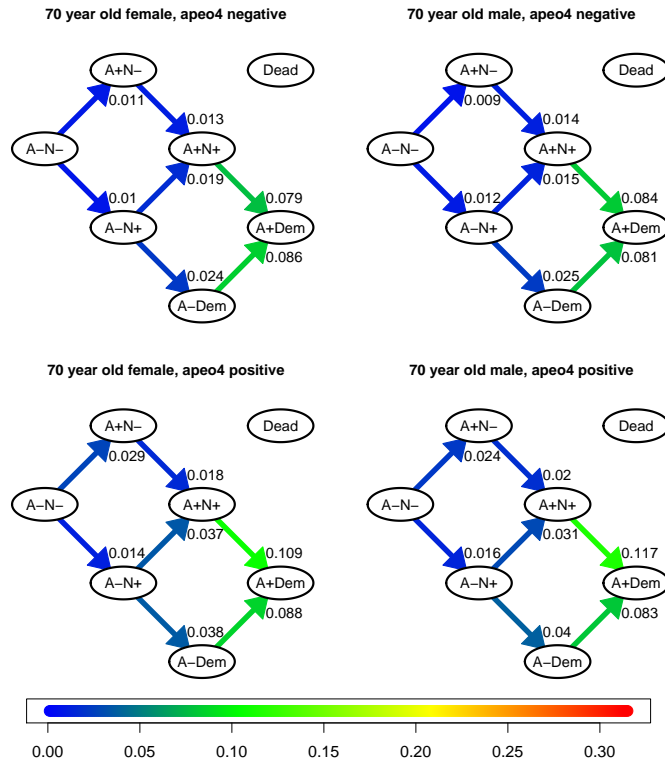 70 year old female, apeo4 negative
A+N−
Dead
0.011
0.013
A−N−
A+N+
0.019
0.01
0.079
A−N+
A+Dem
0.086
0.024
A−Dem
70 year old male, apeo4 negative
A+N−
Dead
0.009
0.014
A−N−
A+N+
0.015
0.012
0.084
A−N+
A+Dem
0.081
0.025
A−Dem
70 year old female, apeo4 positive
A+N−
Dead
0.029
0.018
A−N−
A+N+
0.037
0.014
0.109
A−N+
A+Dem
0.088
0.038
A−Dem
70 year old male, apeo4 positive
A+N−
Dead
0.024
0.02
A−N−
A+N+
0.031
0.016
0.117
A−N+
A+Dem
0.083
0.04
A−Dem
0.00 0.05 0.10 0.15 0.20 0.25 0.30